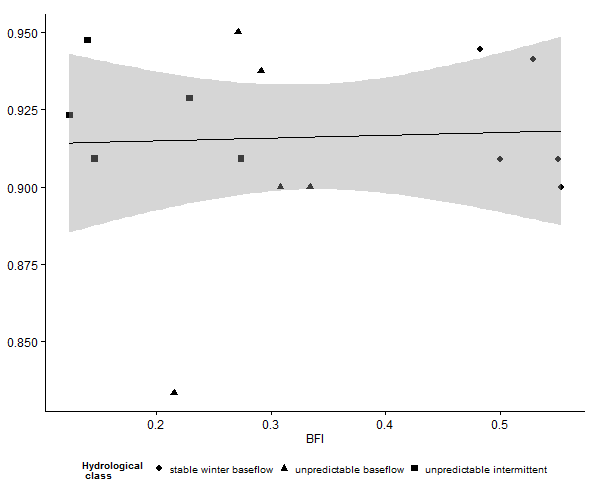 0.950
0.925
0.900
0.875
0.850
0.2 0.3 0.4 0.5
BFI
Hydrological
class
stable winter baseflow unpredictable baseflow unpredictable intermittent